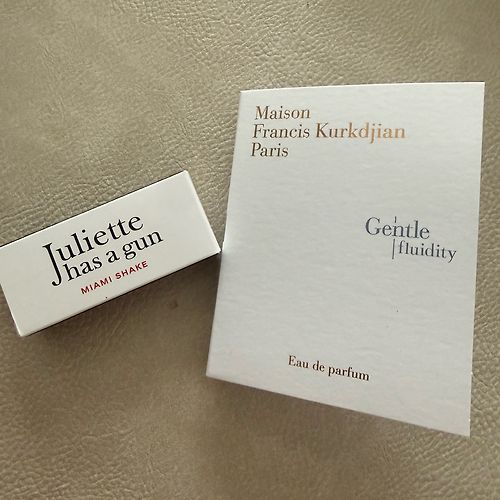 Juliette
has a gun
MIAMI SHAKE
Maison
Francis Kurkdjian
Paris
Gentle
fluidity
Eau de parfum